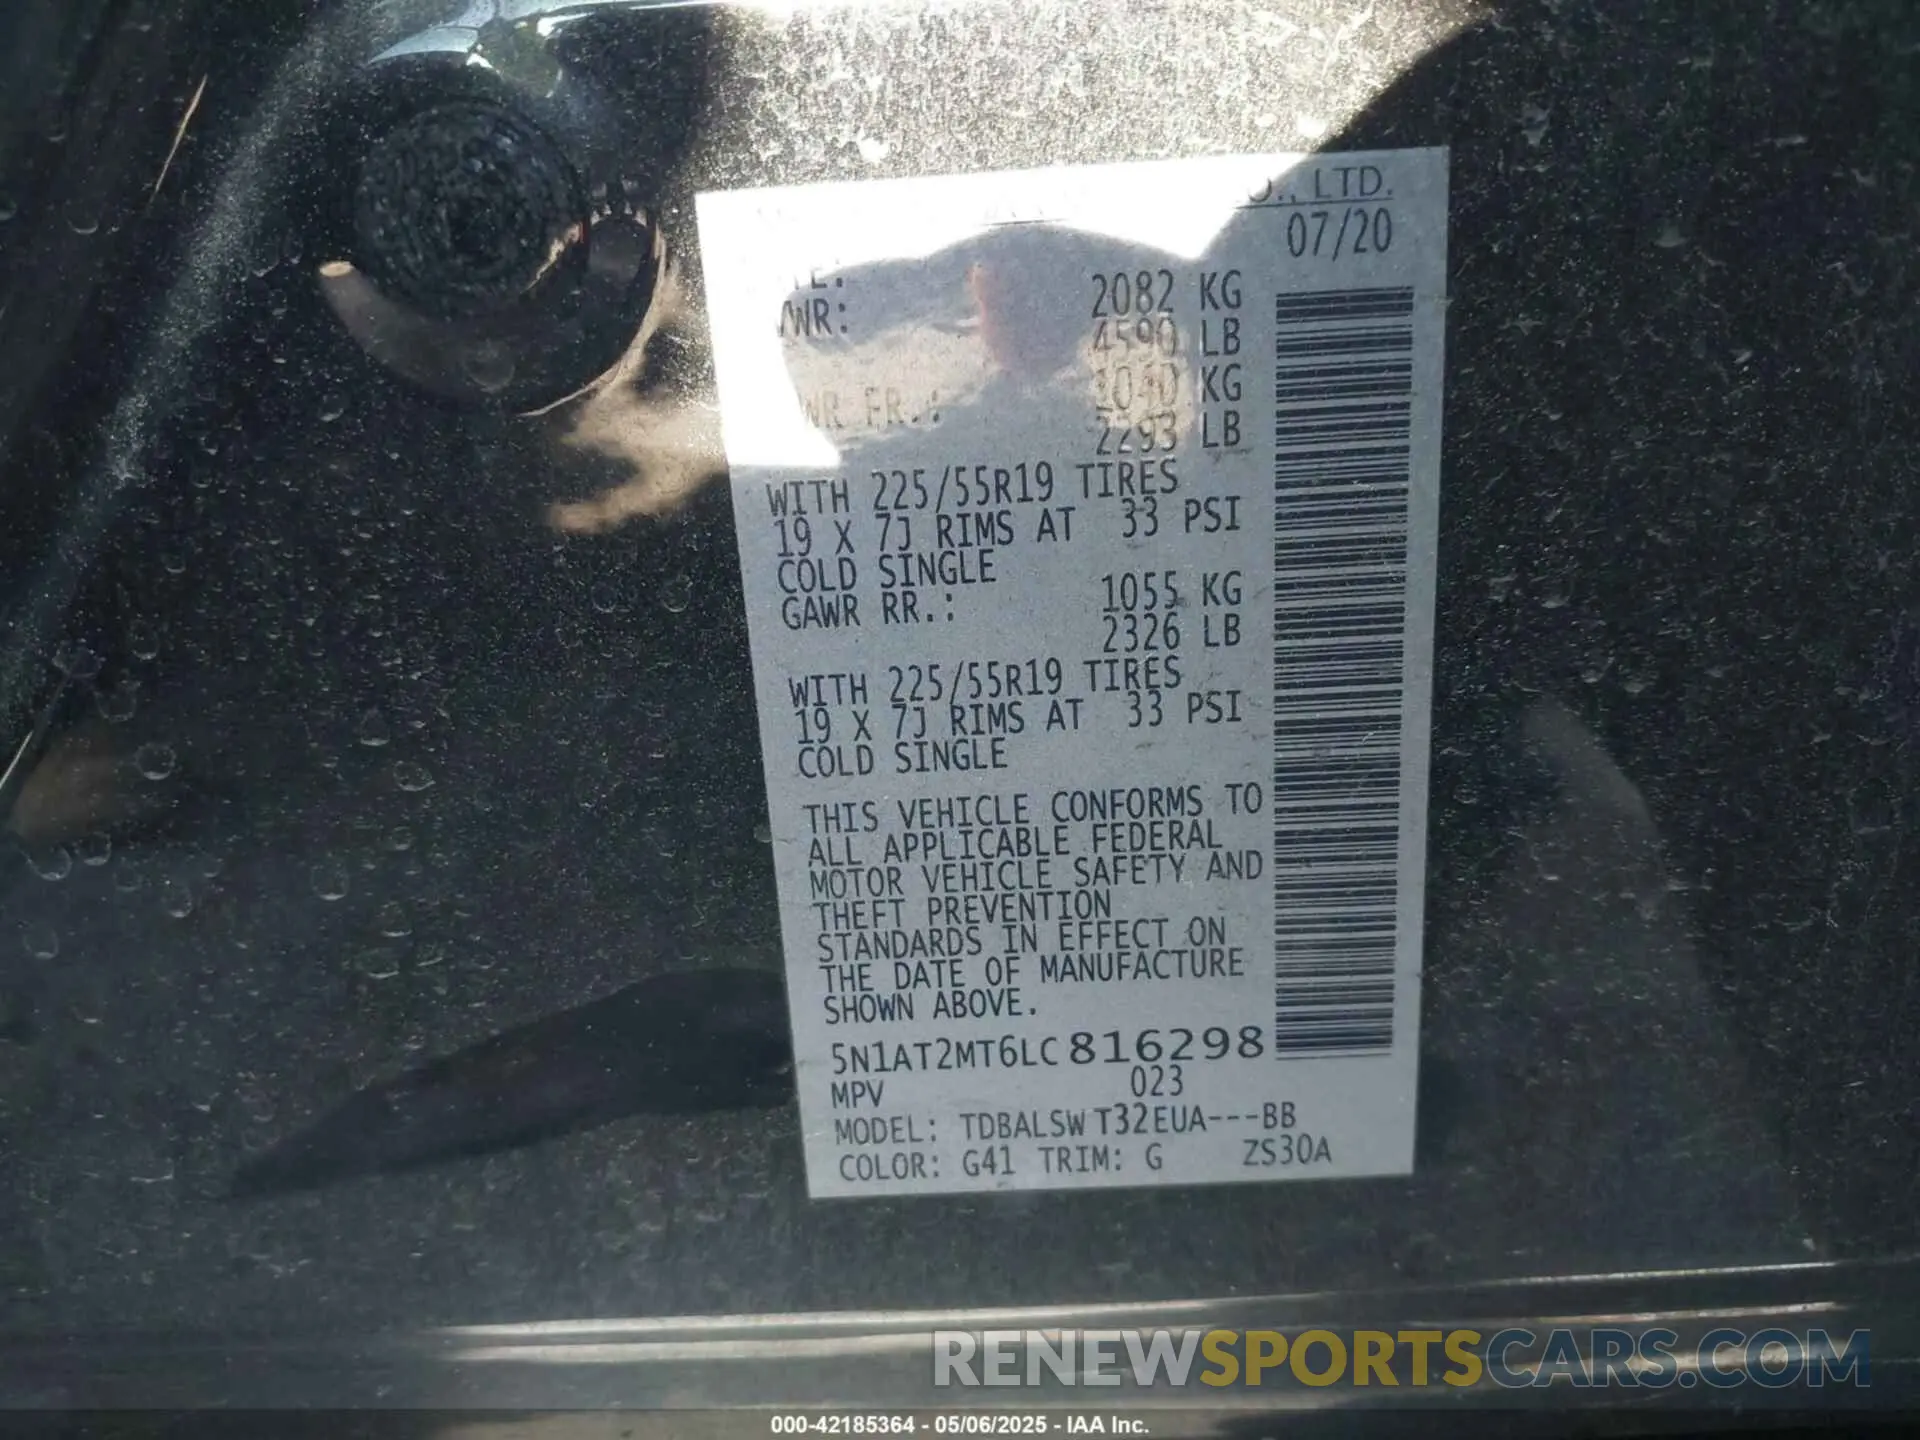 LTD.
07/20
2082 KG
4590 LB
FR.: 1040 KG
2293 LB
WITH 225/55R19 TIRES
19 X 7J RIMS AT 33 PSI
COLD SINGLE
GAWR RR.: 1055 KG
2326 LB
WITH 225/55R19 TIRES
19 X 7J RIMS AT 33 PSI
COLD SINGLE
THIS VEHICLE CONFORMS TO
ALL APPLICABLE FEDERAL
MOTOR VEHICLE SAFETY AND
THEFT PREVENTION
STANDARDS IN EFFECT ON
THE DATE OF MANUFACTURE
SHOWN ABOVE.
5N1AT2MT6LC816298
MPV 023
MODEL: TDBALSWT32EUA---BB
COLOR: G41 TRIM: G ZS30A
RENEWSPORTSCARS.COM
000-42185364 - 05/06/2025 - IAA Inc.